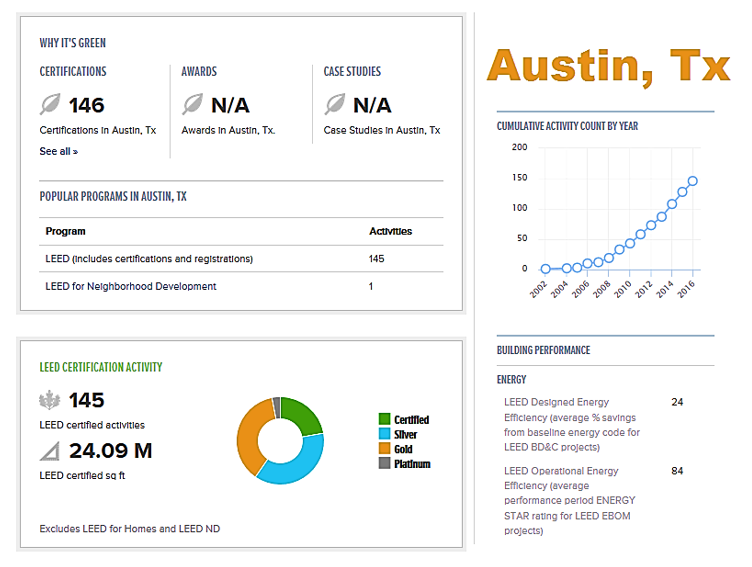 WHY IT'S GREEN
CERTIFICATIONS
146
Certifications in Austin, Tx
See all »
AWARDS
N/A
Awards in Austin, Tx.
CASE STUDIES
N/A
Case Studies in Austin, Tx
POPULAR PROGRAMS IN AUSTIN, TX
Program Activities
LEED (includes certifications and registrations) 145
LEED for Neighborhood Development 1
LEED CERTIFICATION ACTIVITY
145
LEED certified activities
24.09 M
LEED certified sq ft
Certified
Silver
Gold
Platinum
Excludes LEED for Homes and LEED ND
Austin, Tx
CUMULATIVE ACTIVITY COUNT BY YEAR
200
150
100
50
0
2002 2004 2006 2008 2010 2012 2014 2016
BUILDING PERFORMANCE
ENERGY
LEED Designed Energy 24
Efficiency (average % savings
from baseline energy code for
LEED BD&C projects)
LEED Operational Energy 84
Efficiency (average
performance period ENERGY
STAR rating for LEED EBOM
projects)